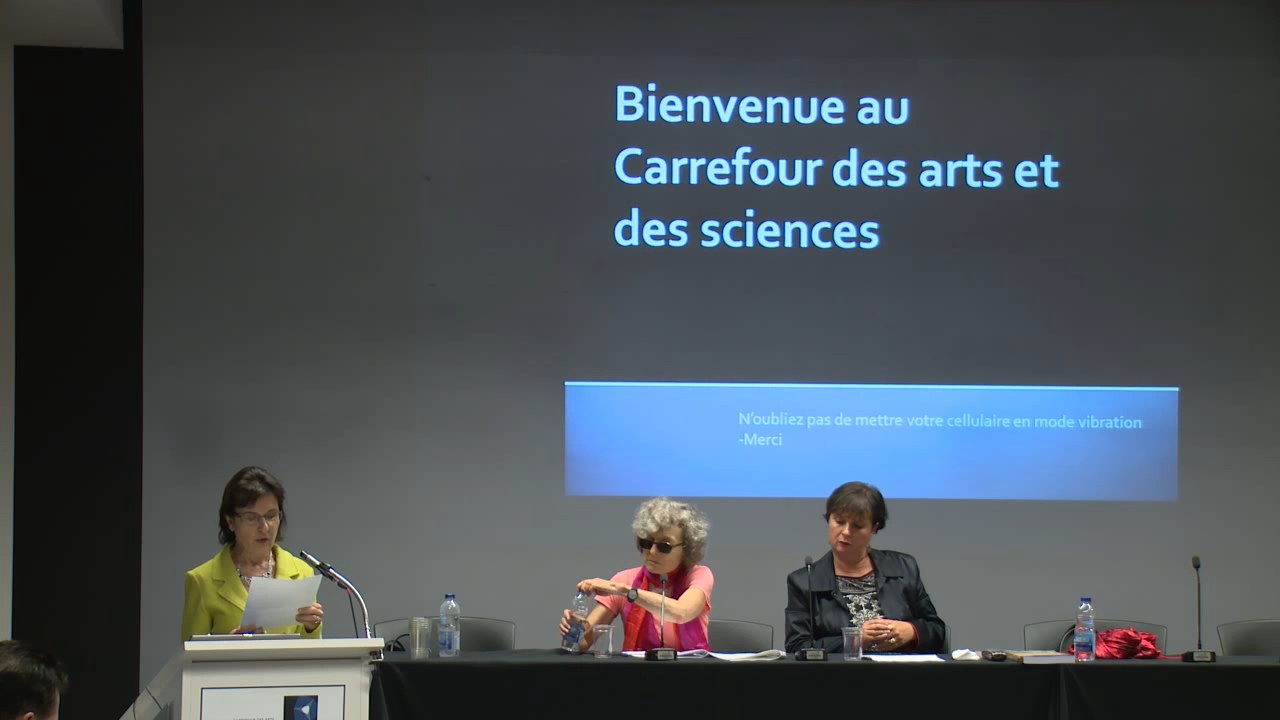 Bienvenue au
Carrefour des arts et
des sciences
N'oubliez pas de mettre votre cellulaire en mode vibration
-Merci